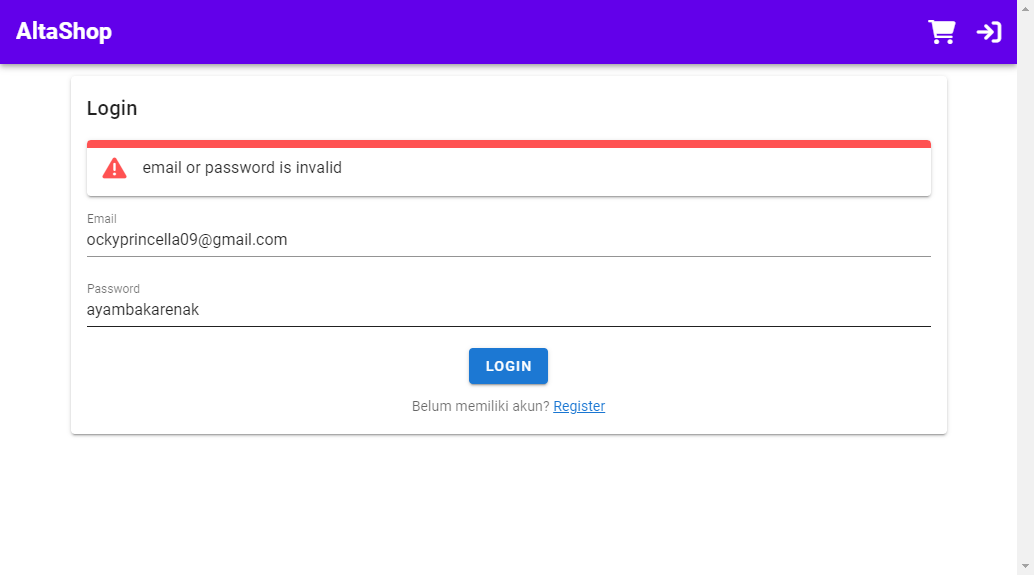 AltaShop
Login
email or password is invalid
Email
ockyprincella09@gmail.com
Password
ayambakarenak
LOGIN
Belum memiliki akun? Register